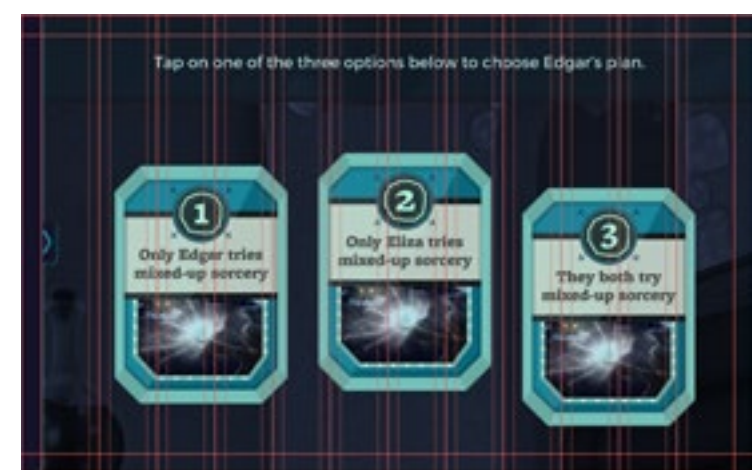 Tap on one of the three options below to choose Edgar's plan.
1
Only Edgar tries
mixed-up sorcery
2
Only Eliza tries
mixed-up sorcery
3
They both try
mixed-up sorcery